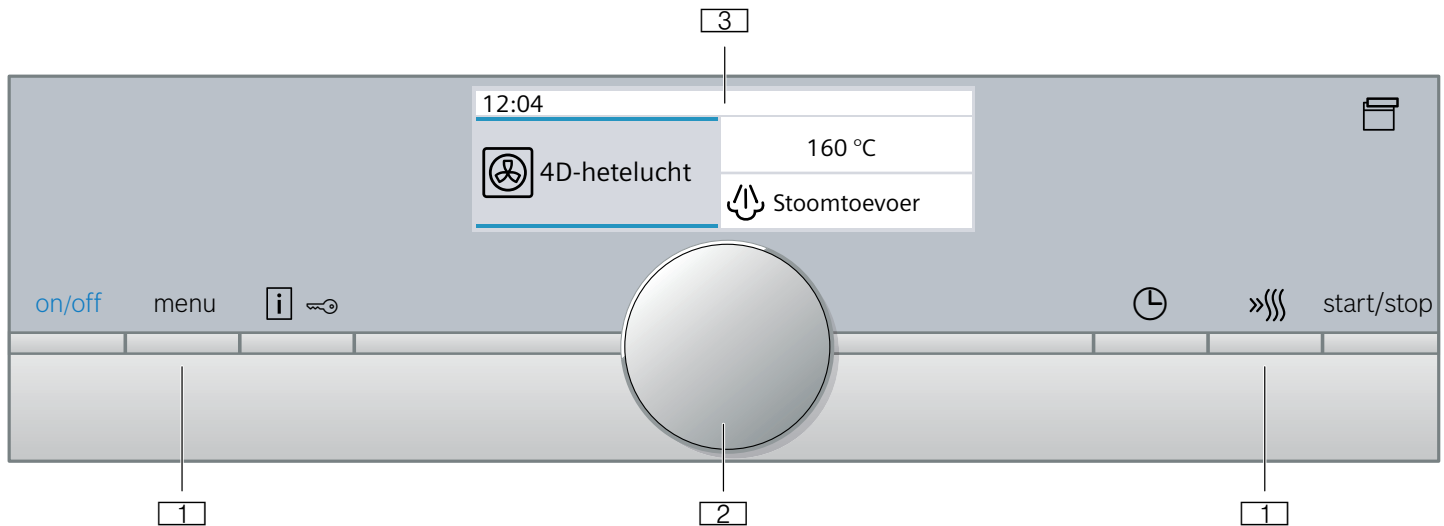 3
12:04
4D-hetelucht
160 °C
Stoomtoevoer
on/off menu i start/stop
1 2 1